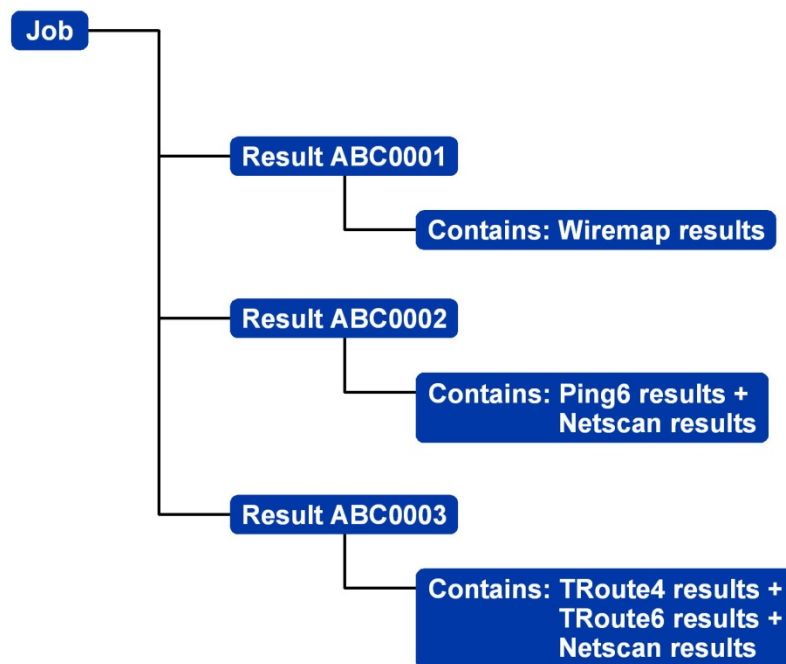 Job
Result ABC0001
Contains: Wiremap results
Result ABC0002
Contains: Ping6 results +
Netscan results
Result ABC0003
Contains: TRoute4 results +
TRoute6 results +
Netscan results